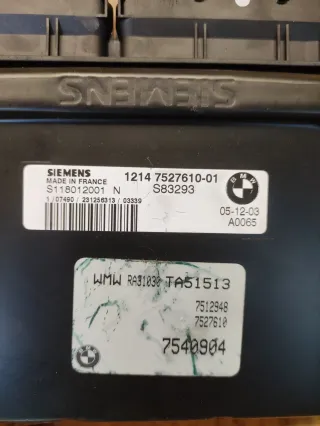 SIEMENS
SIEMENS
MADE IN FRANCE
1214 7527610-01
S118012001 N
S83293
1 / 07490 / 231256313 / 03339
BMW
05-12-03
A0065
WMW RA31030 TA51513
7512948
7527610
7540904